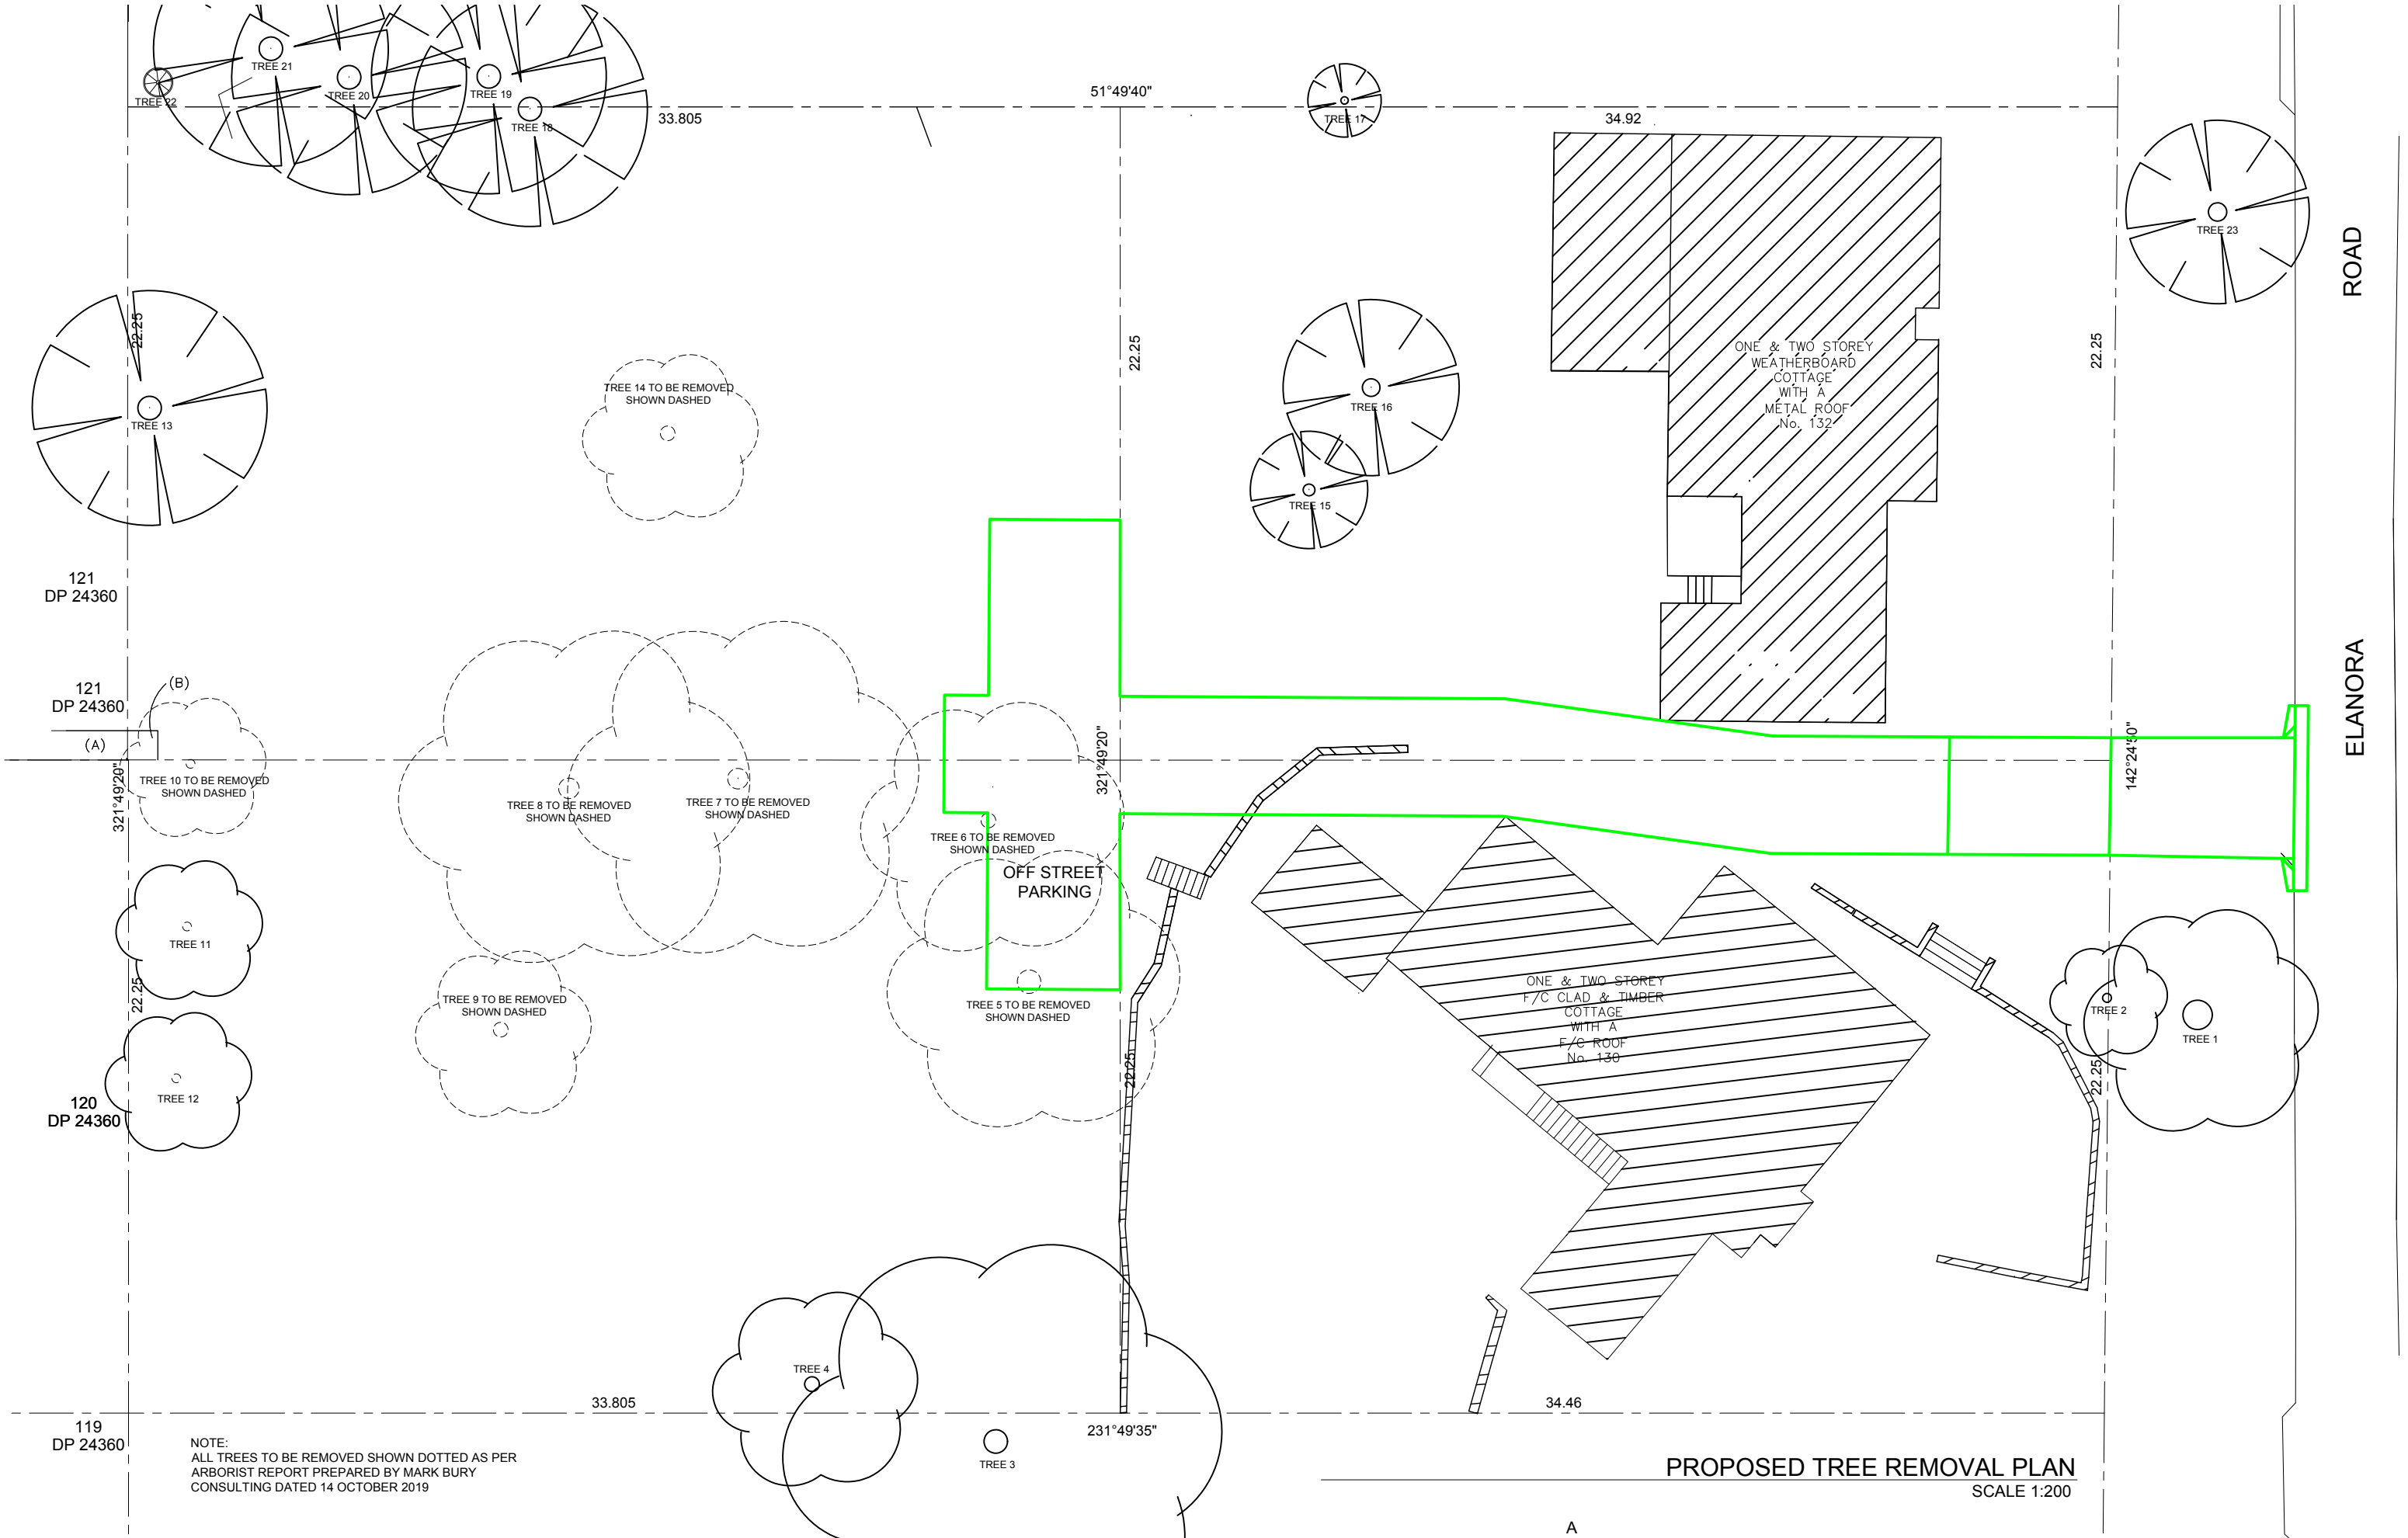 TREE 21
TREE 22
TREE 20
TREE 19
TREE 18
33.805
51°49'40"
TREE 17
34.92
TREE 23
ROAD
ELANORA
22.25
TREE 13
TREE 14 TO BE REMOVED
SHOWN DASHED
22.25
TREE 16
TREE 15
ONE & TWO STOREY
WEATHERBOARD
COTTAGE
WITH A
METAL ROOF
No. 132
22.25
121
DP 24360
121
DP 24360
(B)
(A)
321°49'20"
TREE 10 TO BE REMOVED
SHOWN DASHED
TREE 8 TO BE REMOVED
SHOWN DASHED
TREE 7 TO BE REMOVED
SHOWN DASHED
TREE 6 TO BE REMOVED
SHOWN DASHED
OFF STREET
PARKING
321°49'20"
142°24'50"
TREE 11
22.25
TREE 9 TO BE REMOVED
SHOWN DASHED
TREE 5 TO BE REMOVED
SHOWN DASHED
22.25
ONE & TWO STOREY
F/C CLAD & TIMBER
COTTAGE
WITH A
F/C ROOF
No. 130
TREE 2
TREE 1
22.25
TREE 12
120
DP 24360
TREE 4
33.805
34.46
119
DP 24360
231°49'35"
TREE 3
NOTE:
ALL TREES TO BE REMOVED SHOWN DOTTED AS PER
ARBORIST REPORT PREPARED BY MARK BURY
CONSULTING DATED 14 OCTOBER 2019
PROPOSED TREE REMOVAL PLAN
SCALE 1:200
A